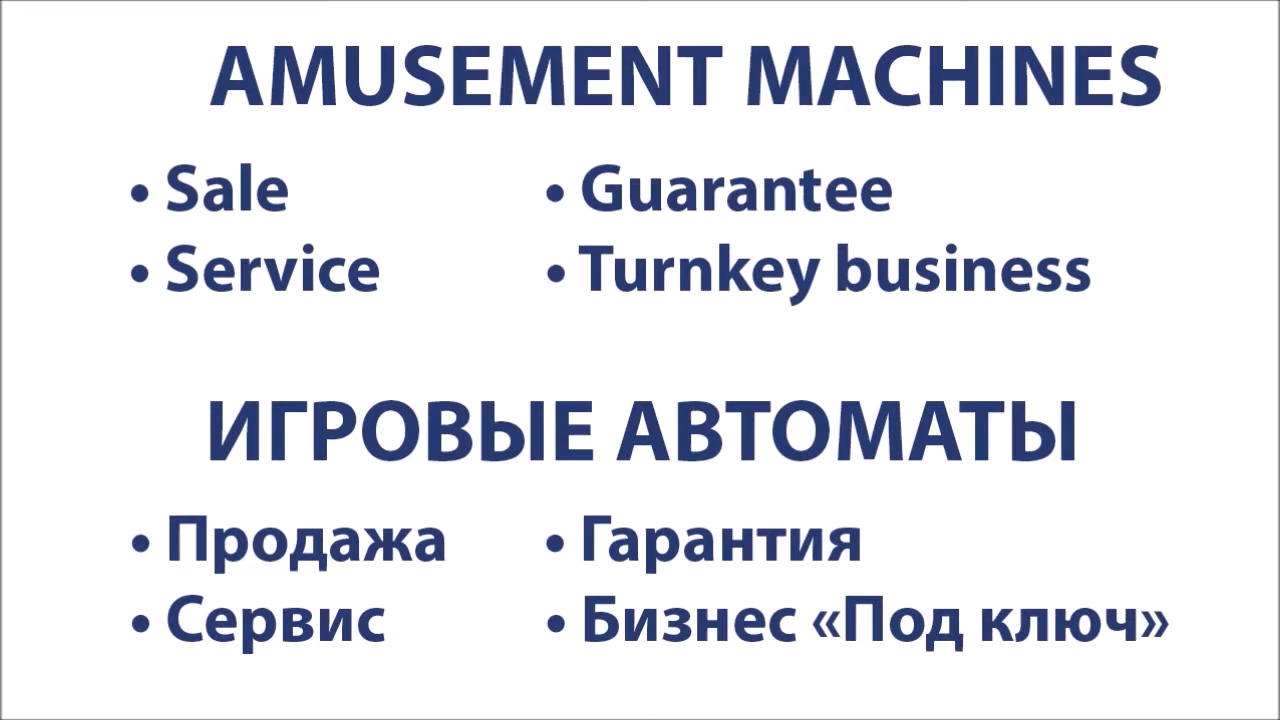 AMUSEMENT MACHINES
• Sale
• Service
• Guarantee
• Turnkey business
ИГРОВЫЕ АВТОМАТЫ
• Продажа
• Сервис
• Гарантия
• Бизнес «Под ключ»